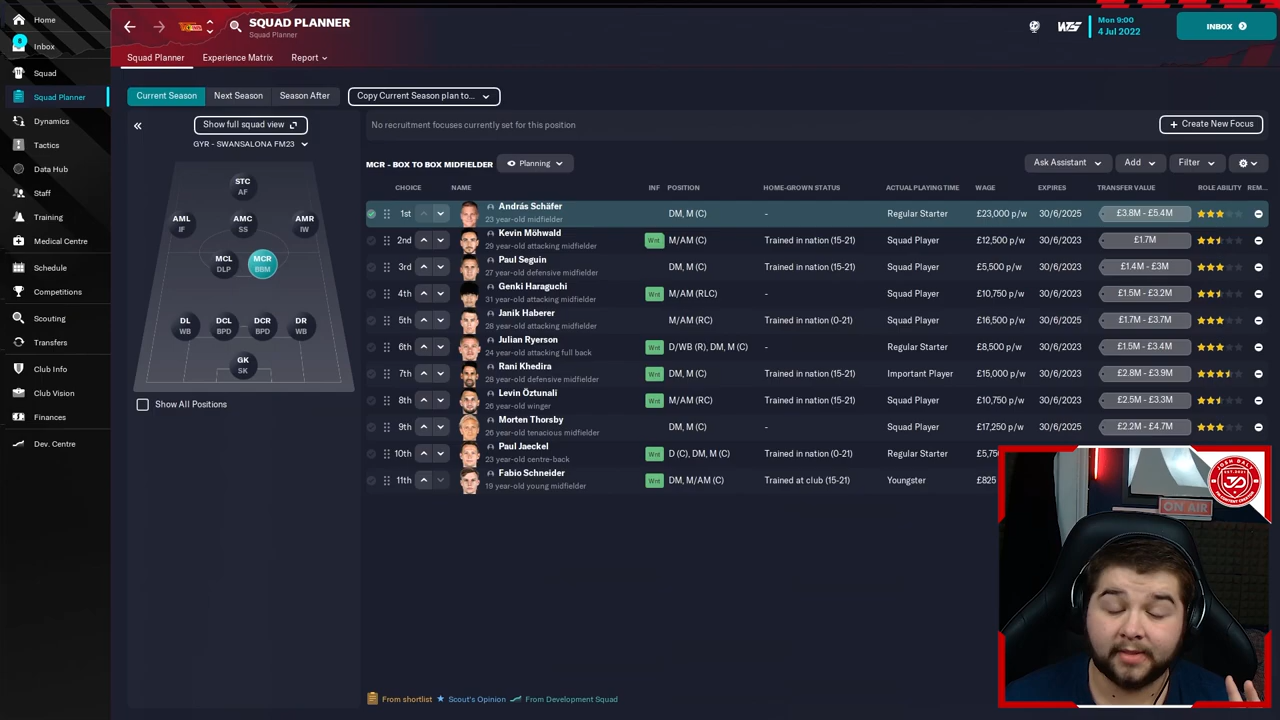 Home
SQUAD PLANNER
Squad Planner
Mon 9:00
4 Jul 2022
INBOX
6
Inbox
Squad
Squad Planner
Dynamics
Tactics
Data Hub
Staff
Training
Medical Centre
Schedule
Competitions
Scouting
Transfers
Club Info
Club Vision
Finances
Dev. Centre
Squad Planner Experience Matrix Report
Current Season Next Season Season After Copy Current Season plan to...
Show full squad view
GYR - SWANSALONA FM23
STC
AF
AML AMC AMR
IF SS IW
MCL MCR
DLP BBM
DL DCL DCR DR
WB BPD BPD WB
GK
SK
Show All Positions
No recruitment focuses currently set for this position
Create New Focus
MCR - BOX TO BOX MIDFIELDER Planning Ask Assistant Add Filter
CHOICE NAME INF POSITION HOME-GROWN STATUS ACTUAL PLAYING TIME WAGE EXPIRES TRANSFER VALUE ROLE ABILITY REM...
1st András Schäfer DM, M (C) - Regular Starter £23,000 p/w 30/6/2025 £3.8M - £5.4M
23 year-old midfielder
2nd Kevin Möhwald Wnt M/AM (C) Trained in nation (15-21) Squad Player £12,500 p/w 30/6/2023 £1.7M
29 year-old attacking midfielder
3rd Paul Seguin DM, M (C) Trained in nation (15-21) Squad Player £5,500 p/w 30/6/2023 £1.4M - £3M
27 year-old defensive midfielder
4th Genki Haraguchi Wnt M/AM (RLC) - Squad Player £10,750 p/w 30/6/2023 £1.5M - £3.2M
31 year-old attacking midfielder
5th Janik Haberer M/AM (RC) Trained in nation (0-21) Squad Player £16,500 p/w 30/6/2025 £1.7M - £3.7M
28 year-old attacking midfielder
6th Julian Ryerson Wnt D/WB (R), DM, M (C) - Regular Starter £8,500 p/w 30/6/2023 £1.5M - £3.4M
24 year-old attacking full back
7th Rani Khedira Wnt DM, M (C) Trained in nation (15-21) Important Player £15,000 p/w 30/6/2023 £2.8M - £3.9M
28 year-old defensive midfielder
8th Levin Öztunali Wnt M/AM (RC) Trained in nation (15-21) Squad Player £10,750 p/w 30/6/2023 £2.5M - £3.3M
26 year-old winger
9th Morten Thorsby DM, M (C) - Squad Player £17,250 p/w 30/6/2025 £2.2M - £4.7M
26 year-old tenacious midfielder
10th Paul Jaeckel Wnt D (C), DM, M (C) Trained in nation (0-21) Regular Starter £5,75
23 year-old centre-back
11th Fabio Schneider Wnt DM, M/AM (C) Trained at club (15-21) Youngster £825
19 year-old young midfielder
From shortlist Scout's Opinion From Development Squad
JOSH DALY
JD
ON AIR